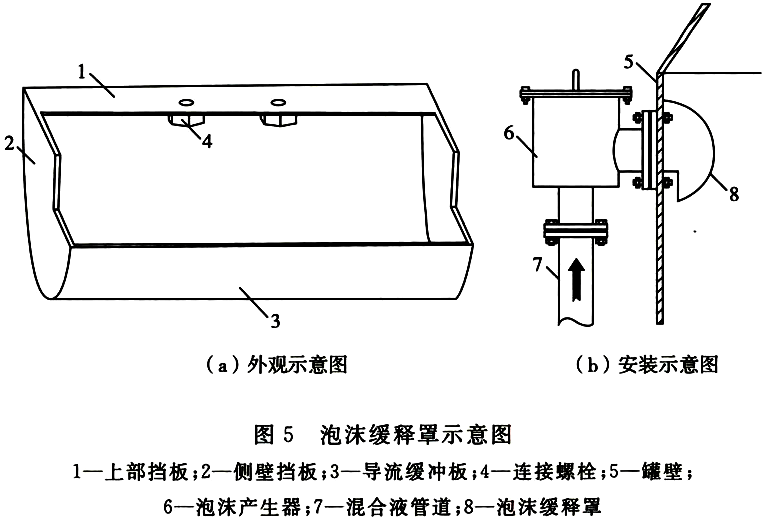 1
2
4
3
5
6
7
8
(a)外观示意图
(b)安装示意图
图5 泡沫缓释罩示意图
1—上部挡板;2—侧壁挡板;3—导流缓冲板;4—连接螺栓;5—罐壁;
6—泡沫产生器;7—混合液管道;8—泡沫缓释罩